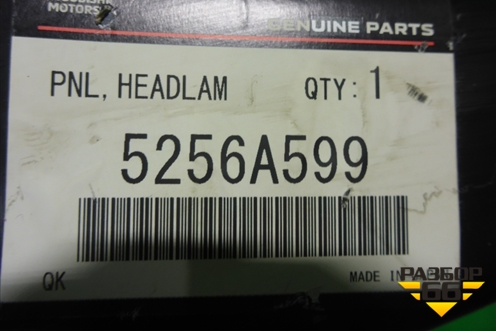 MOTORS
GENUINE PARTS
PNL, HEADLAM QTY: 1
5256A599
QK
MADE IN
РАЗБОР
66